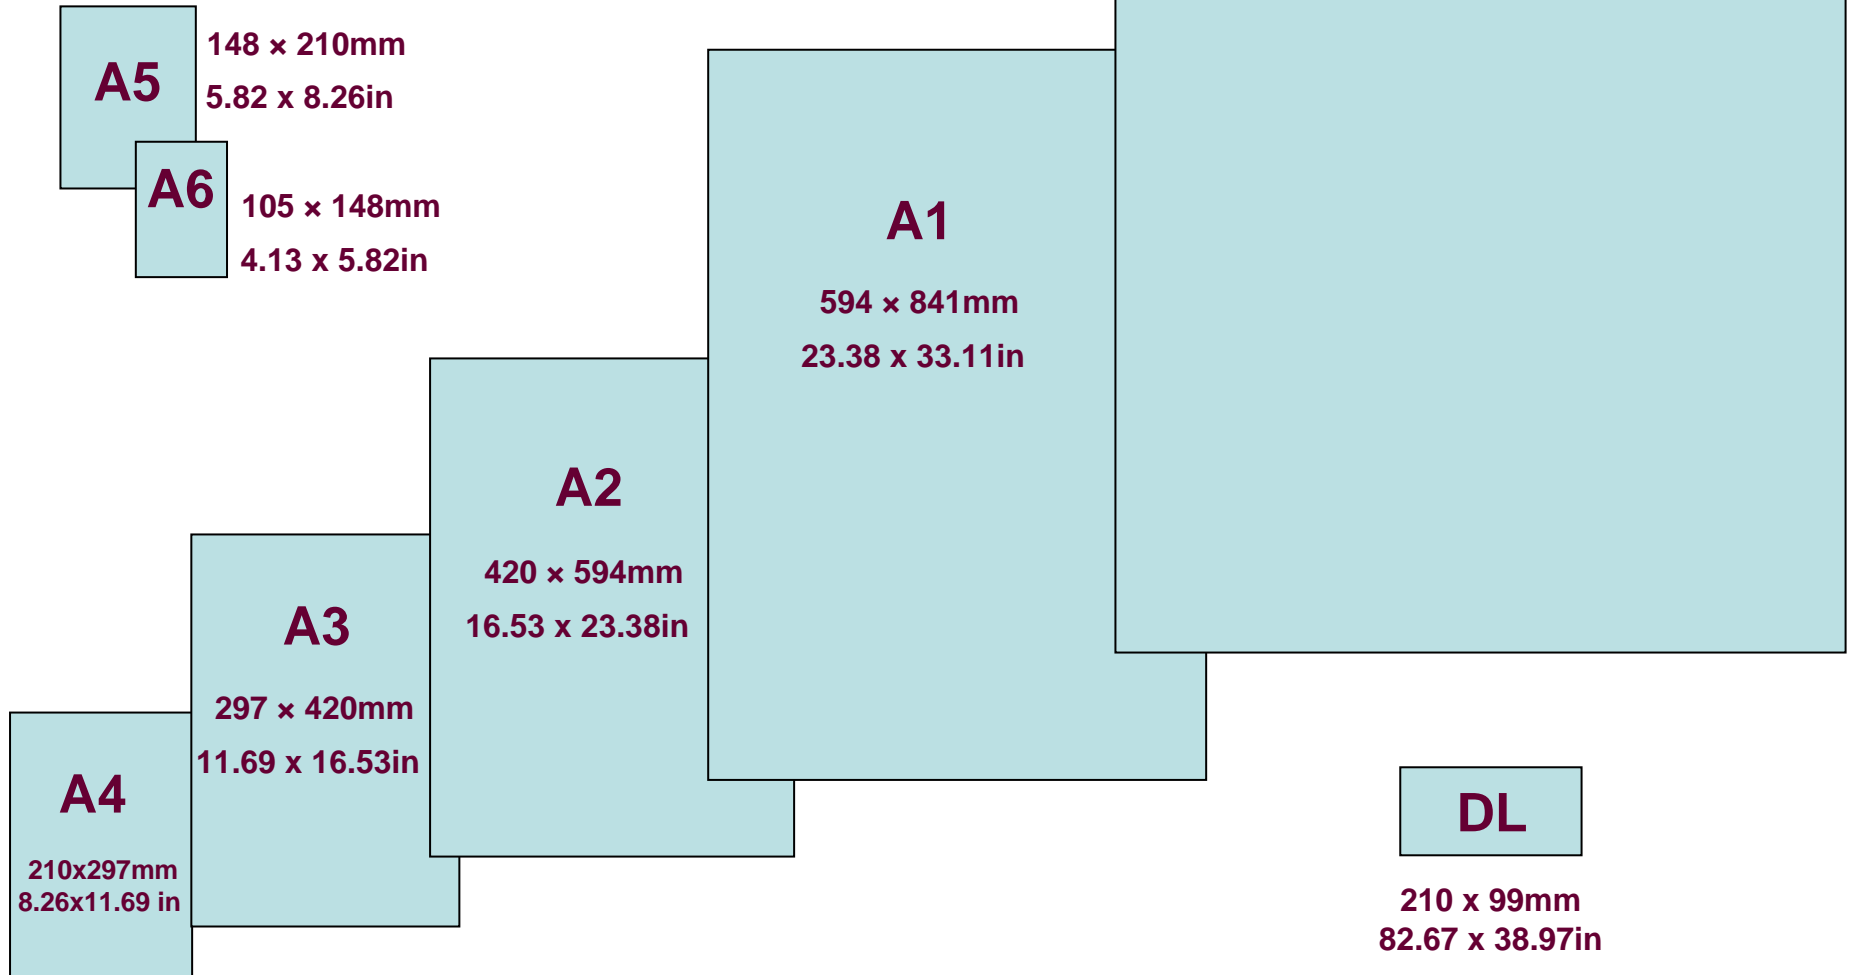 A5
148 × 210mm
5.82 x 8.26in
A6
105 × 148mm
4.13 x 5.82in
A1
594 × 841mm
23.38 x 33.11in
A2
420 × 594mm
16.53 x 23.38in
A3
297 × 420mm
11.69 x 16.53in
A4
210x297mm
8.26x11.69 in
DL
210 x 99mm
82.67 x 38.97in